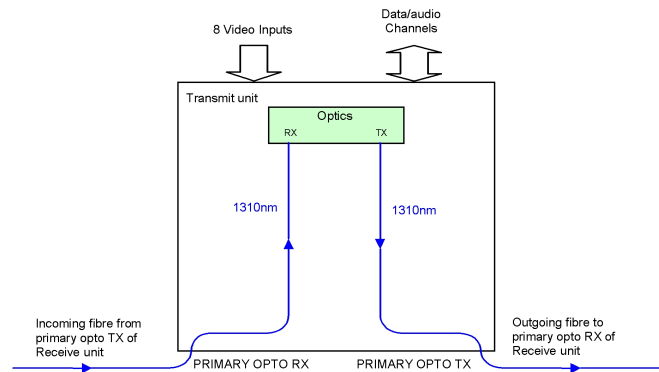 8 Video Inputs
Data/audio
Channels
Transmit unit
Optics
RX
TX
1310nm
1310nm
Incoming fibre from
primary opto TX of
Receive unit
Outgoing fibre to
primary opto RX of
Receive unit
PRIMARY OPTO RX
PRIMARY OPTO TX